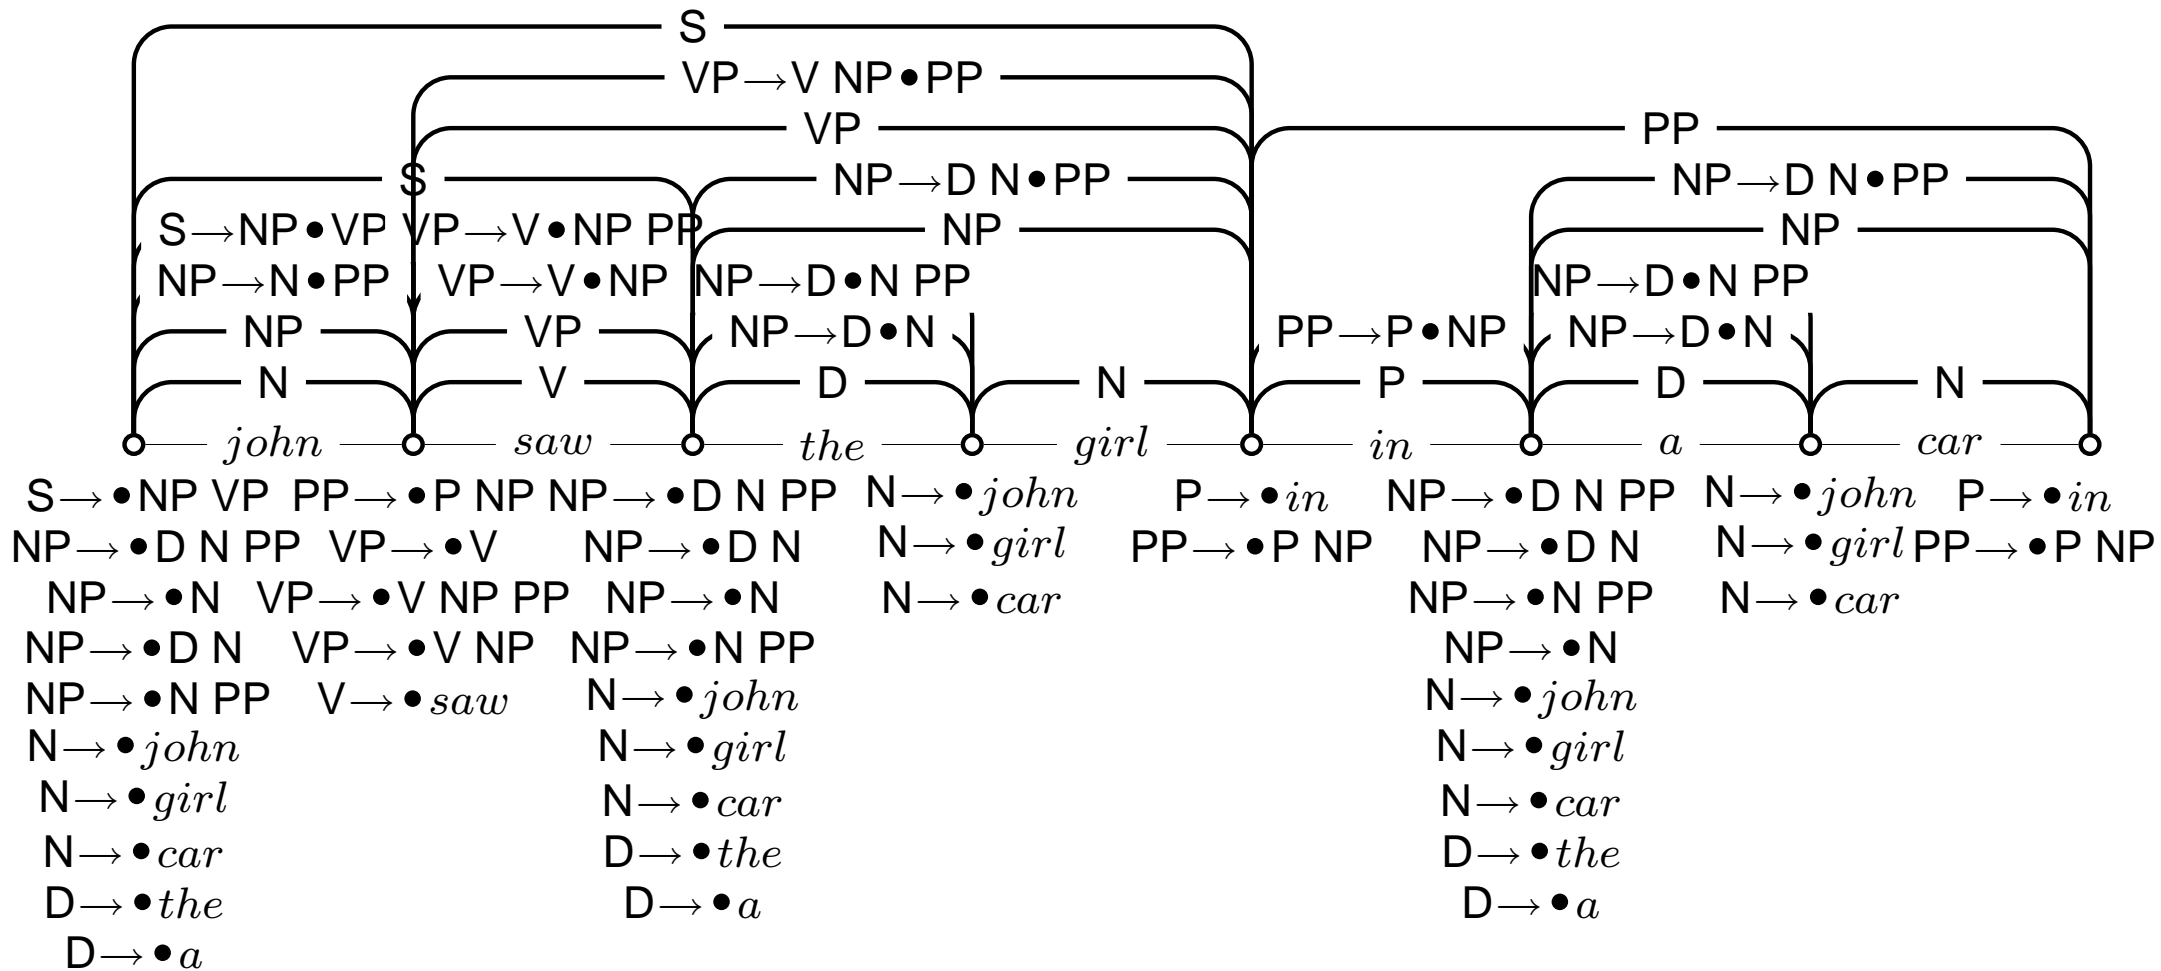 S
VP→V NP•PP
VP PP
S NP→D N•PP NP→D N•PP
S→NP•VP VP→V•NP PP NP NP
NP→N•PP VP→V•NP NP→D•N PP NP→D•N PP
NP VP NP→D•N PP→P•NP NP→D•N
N V D N P D N
john saw the girl in a car
S→•NP VP PP→•P NP NP→•D N PP N→•john P→•in NP→•D N PP N→•john P→•in
NP→•D N PP VP→•V NP→•D N N→•girl PP→•P NP NP→•D N N→•girl PP→•P NP
NP→•N VP→•V NP PP NP→•N N→•car NP→•N PP N→•car
NP→•D N VP→•V NP NP→•N PP NP→•N
NP→•N PP V→•saw N→•john N→•john
N→•john N→•girl N→•girl
N→•girl N→•car N→•car
N→•car D→•the D→•the
D→•the D→•a D→•a
D→•a